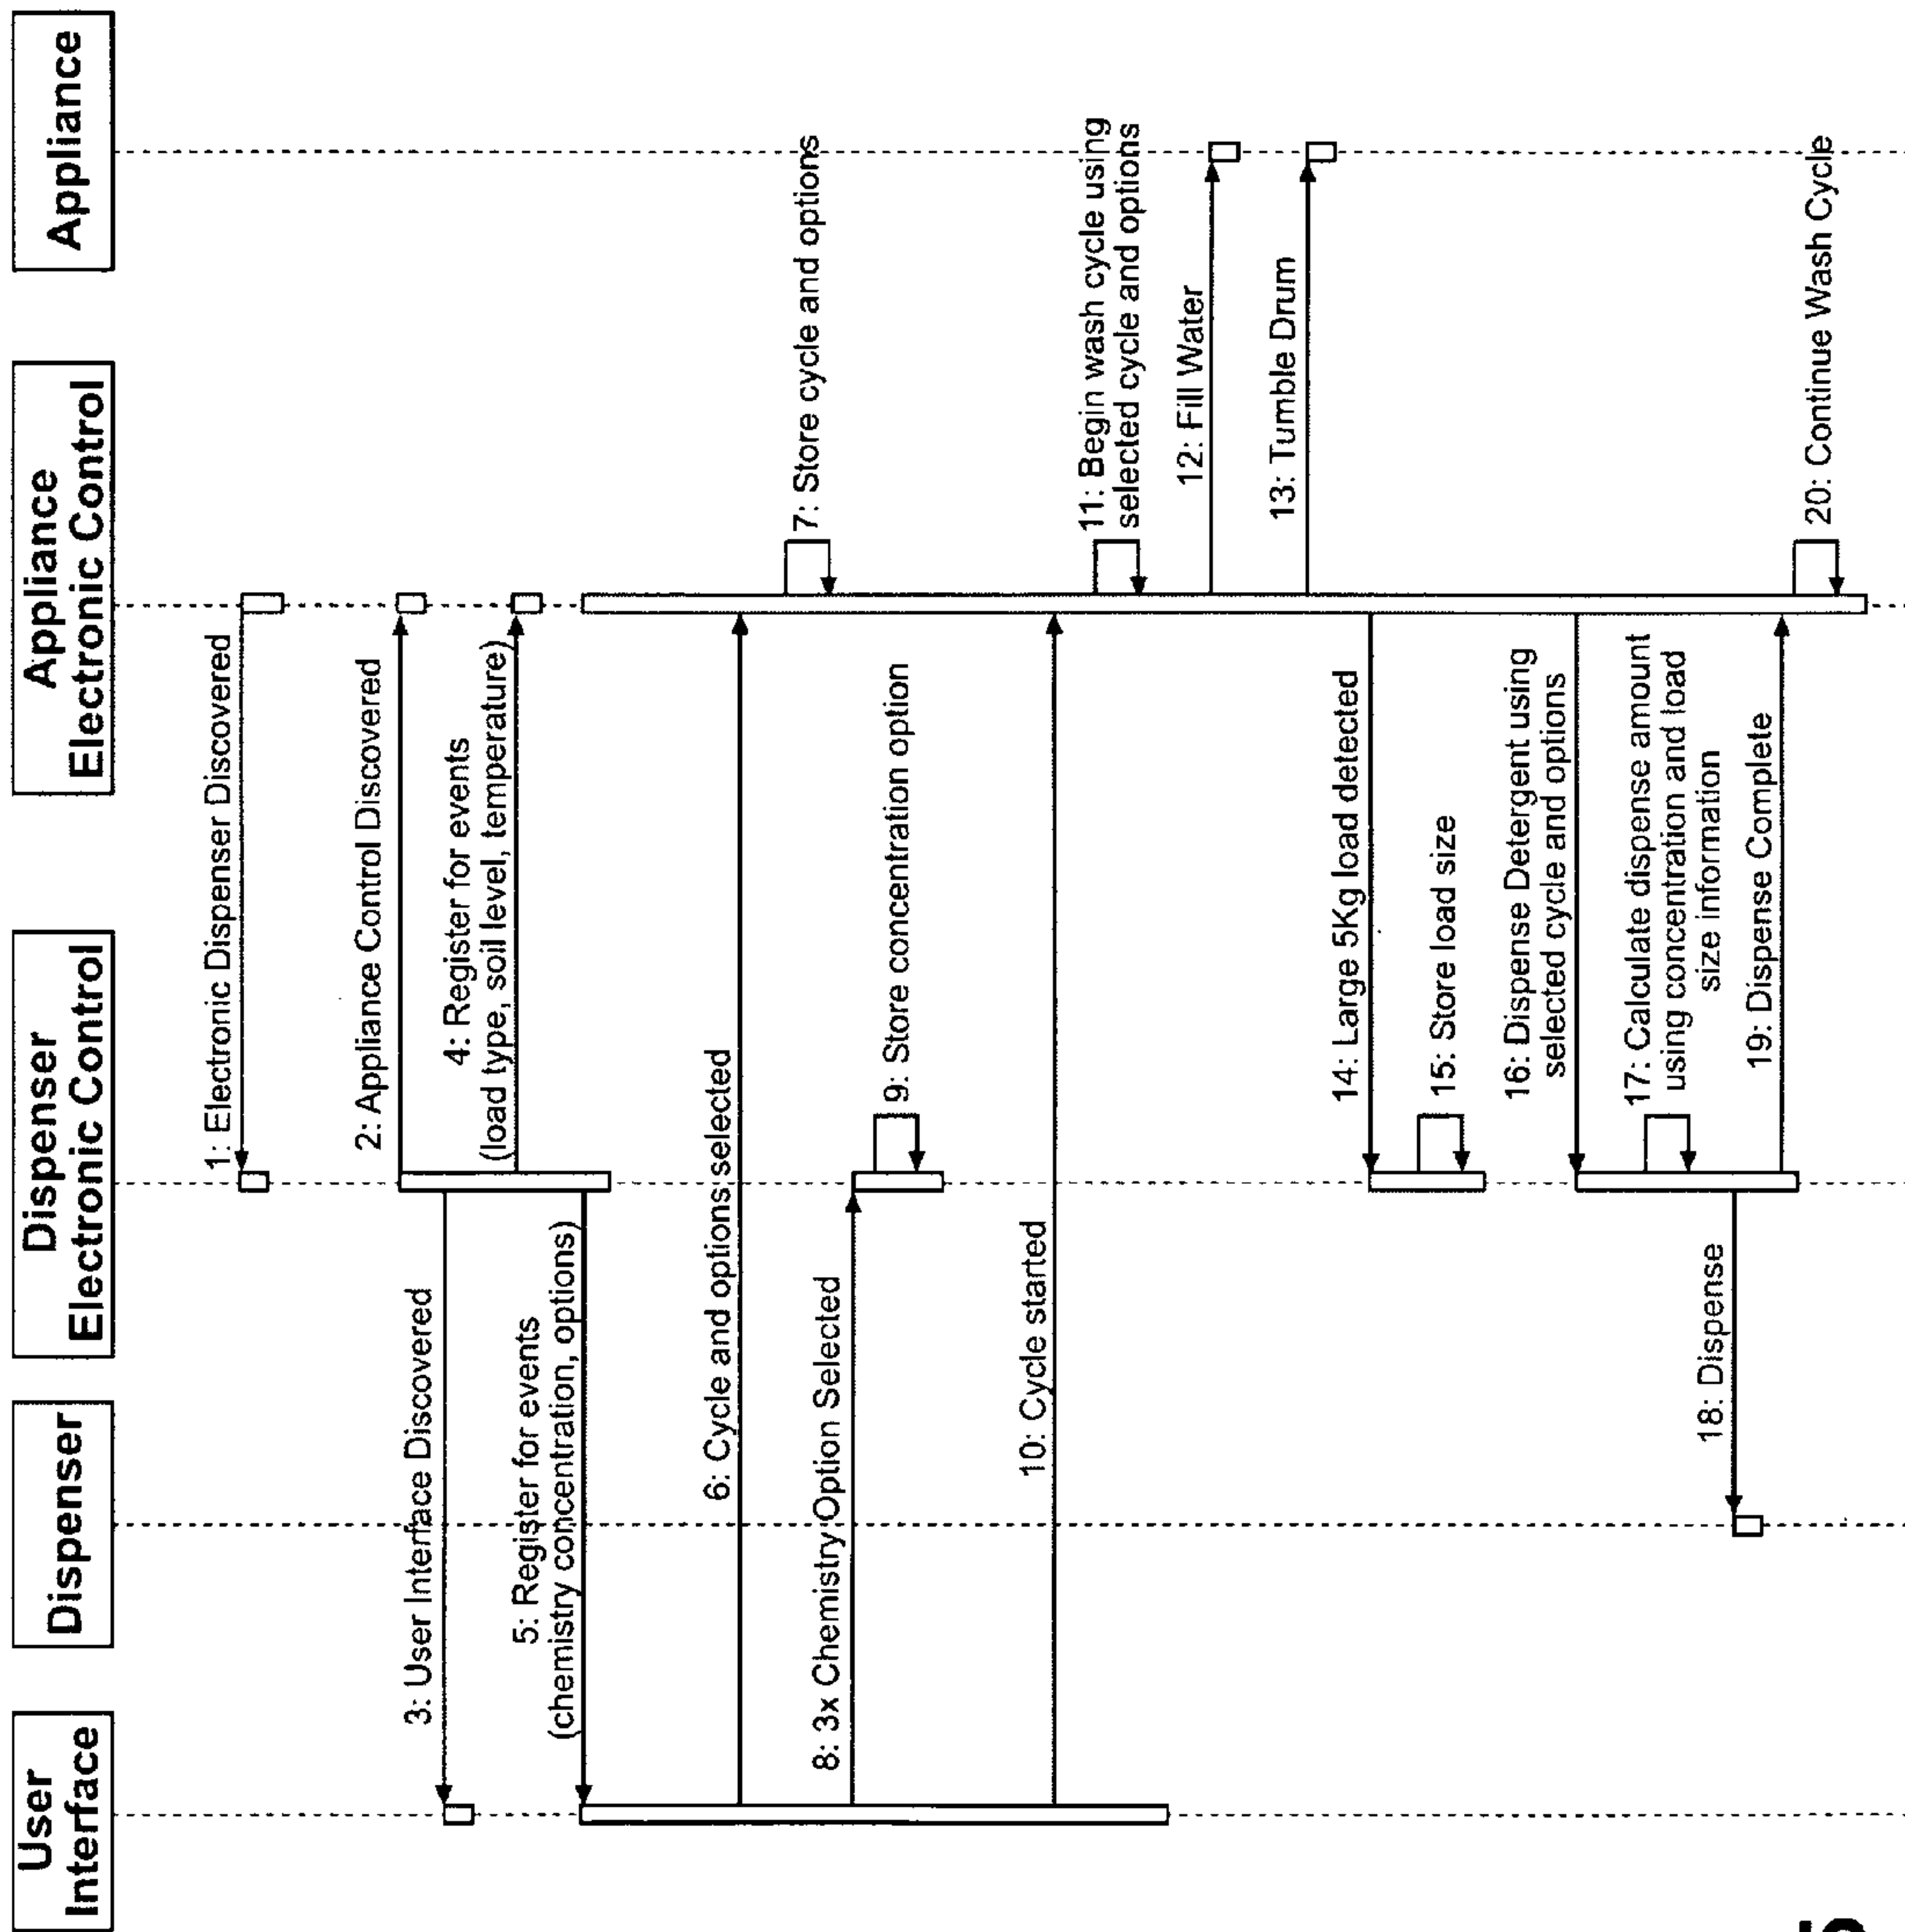 User
Interface
Dispenser
Dispenser
Electronic Control
Appliance
Electronic Control
Appliance
1: Electronic Dispenser Discovered
2: Appliance Control Discovered
3: User Interface Discovered
4: Register for events
(load type, soil level, temperature)
5: Register for events
(chemistry concentration, options)
6: Cycle and options selected
7: Store cycle and options
8: 3x Chemistry Option Selected
9: Store concentration option
10: Cycle started
11: Begin wash cycle using
selected cycle and options
12: Fill Water
13: Tumble Drum
14: Large 5Kg load detected
15: Store load size
16: Dispense Detergent using
selected cycle and options
17: Calculate dispense amount
using concentration and load
size information
18: Dispense
19: Dispense Complete
20: Continue Wash Cycle